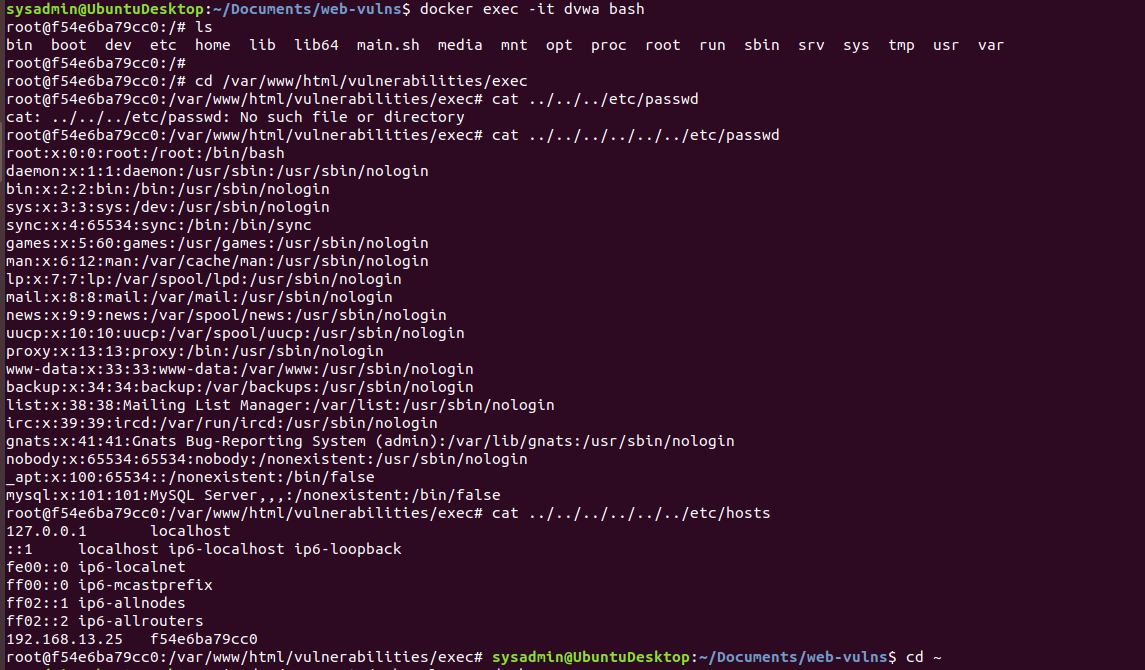 sysadmin@UbuntuDesktop:~/Documents/web-vulns$ docker exec -it dvwa bash
root@f54e6ba79cc0:/# ls
bin  boot  dev  etc  home  lib  lib64  main.sh  media  mnt  opt  proc  root  run  sbin  srv  sys  tmp  usr  var
root@f54e6ba79cc0:/#
root@f54e6ba79cc0:/# cd /var/www/html/vulnerabilities/exec
root@f54e6ba79cc0:/var/www/html/vulnerabilities/exec# cat ../../../etc/passwd
cat: ../../../etc/passwd: No such file or directory
root@f54e6ba79cc0:/var/www/html/vulnerabilities/exec# cat ../../../../../etc/passwd
root:x:0:0:root:/root:/bin/bash
daemon:x:1:1:daemon:/usr/sbin:/usr/sbin/nologin
bin:x:2:2:bin:/bin:/usr/sbin/nologin
sys:x:3:3:sys:/dev:/usr/sbin/nologin
sync:x:4:65534:sync:/bin:/bin/sync
games:x:5:60:games:/usr/games:/usr/sbin/nologin
man:x:6:12:man:/var/cache/man:/usr/sbin/nologin
lp:x:7:7:lp:/var/spool/lpd:/usr/sbin/nologin
mail:x:8:8:mail:/var/mail:/usr/sbin/nologin
news:x:9:9:news:/var/spool/news:/usr/sbin/nologin
uucp:x:10:10:uucp:/var/spool/uucp:/usr/sbin/nologin
proxy:x:13:13:proxy:/bin:/usr/sbin/nologin
www-data:x:33:33:www-data:/var/www:/usr/sbin/nologin
backup:x:34:34:backup:/var/backups:/usr/sbin/nologin
list:x:38:38:Mailing List Manager:/var/list:/usr/sbin/nologin
irc:x:39:39:ircd:/var/run/ircd:/usr/sbin/nologin
gnats:x:41:41:Gnats Bug-Reporting System (admin):/var/lib/gnats:/usr/sbin/nologin
nobody:x:65534:65534:nobody:/nonexistent:/usr/sbin/nologin
_apt:x:100:65534::/nonexistent:/bin/false
mysql:x:101:101:MySQL Server,,,:/nonexistent:/bin/false
root@f54e6ba79cc0:/var/www/html/vulnerabilities/exec# cat ../../../../../etc/hosts
127.0.0.1       localhost
::1     localhost ip6-localhost ip6-loopback
fe00::0 ip6-localnet
ff00::0 ip6-mcastprefix
ff02::1 ip6-allnodes
ff02::2 ip6-allrouters
192.168.13.25   f54e6ba79cc0
root@f54e6ba79cc0:/var/www/html/vulnerabilities/exec# sysadmin@UbuntuDesktop:~/Documents/web-vulns$ cd ~